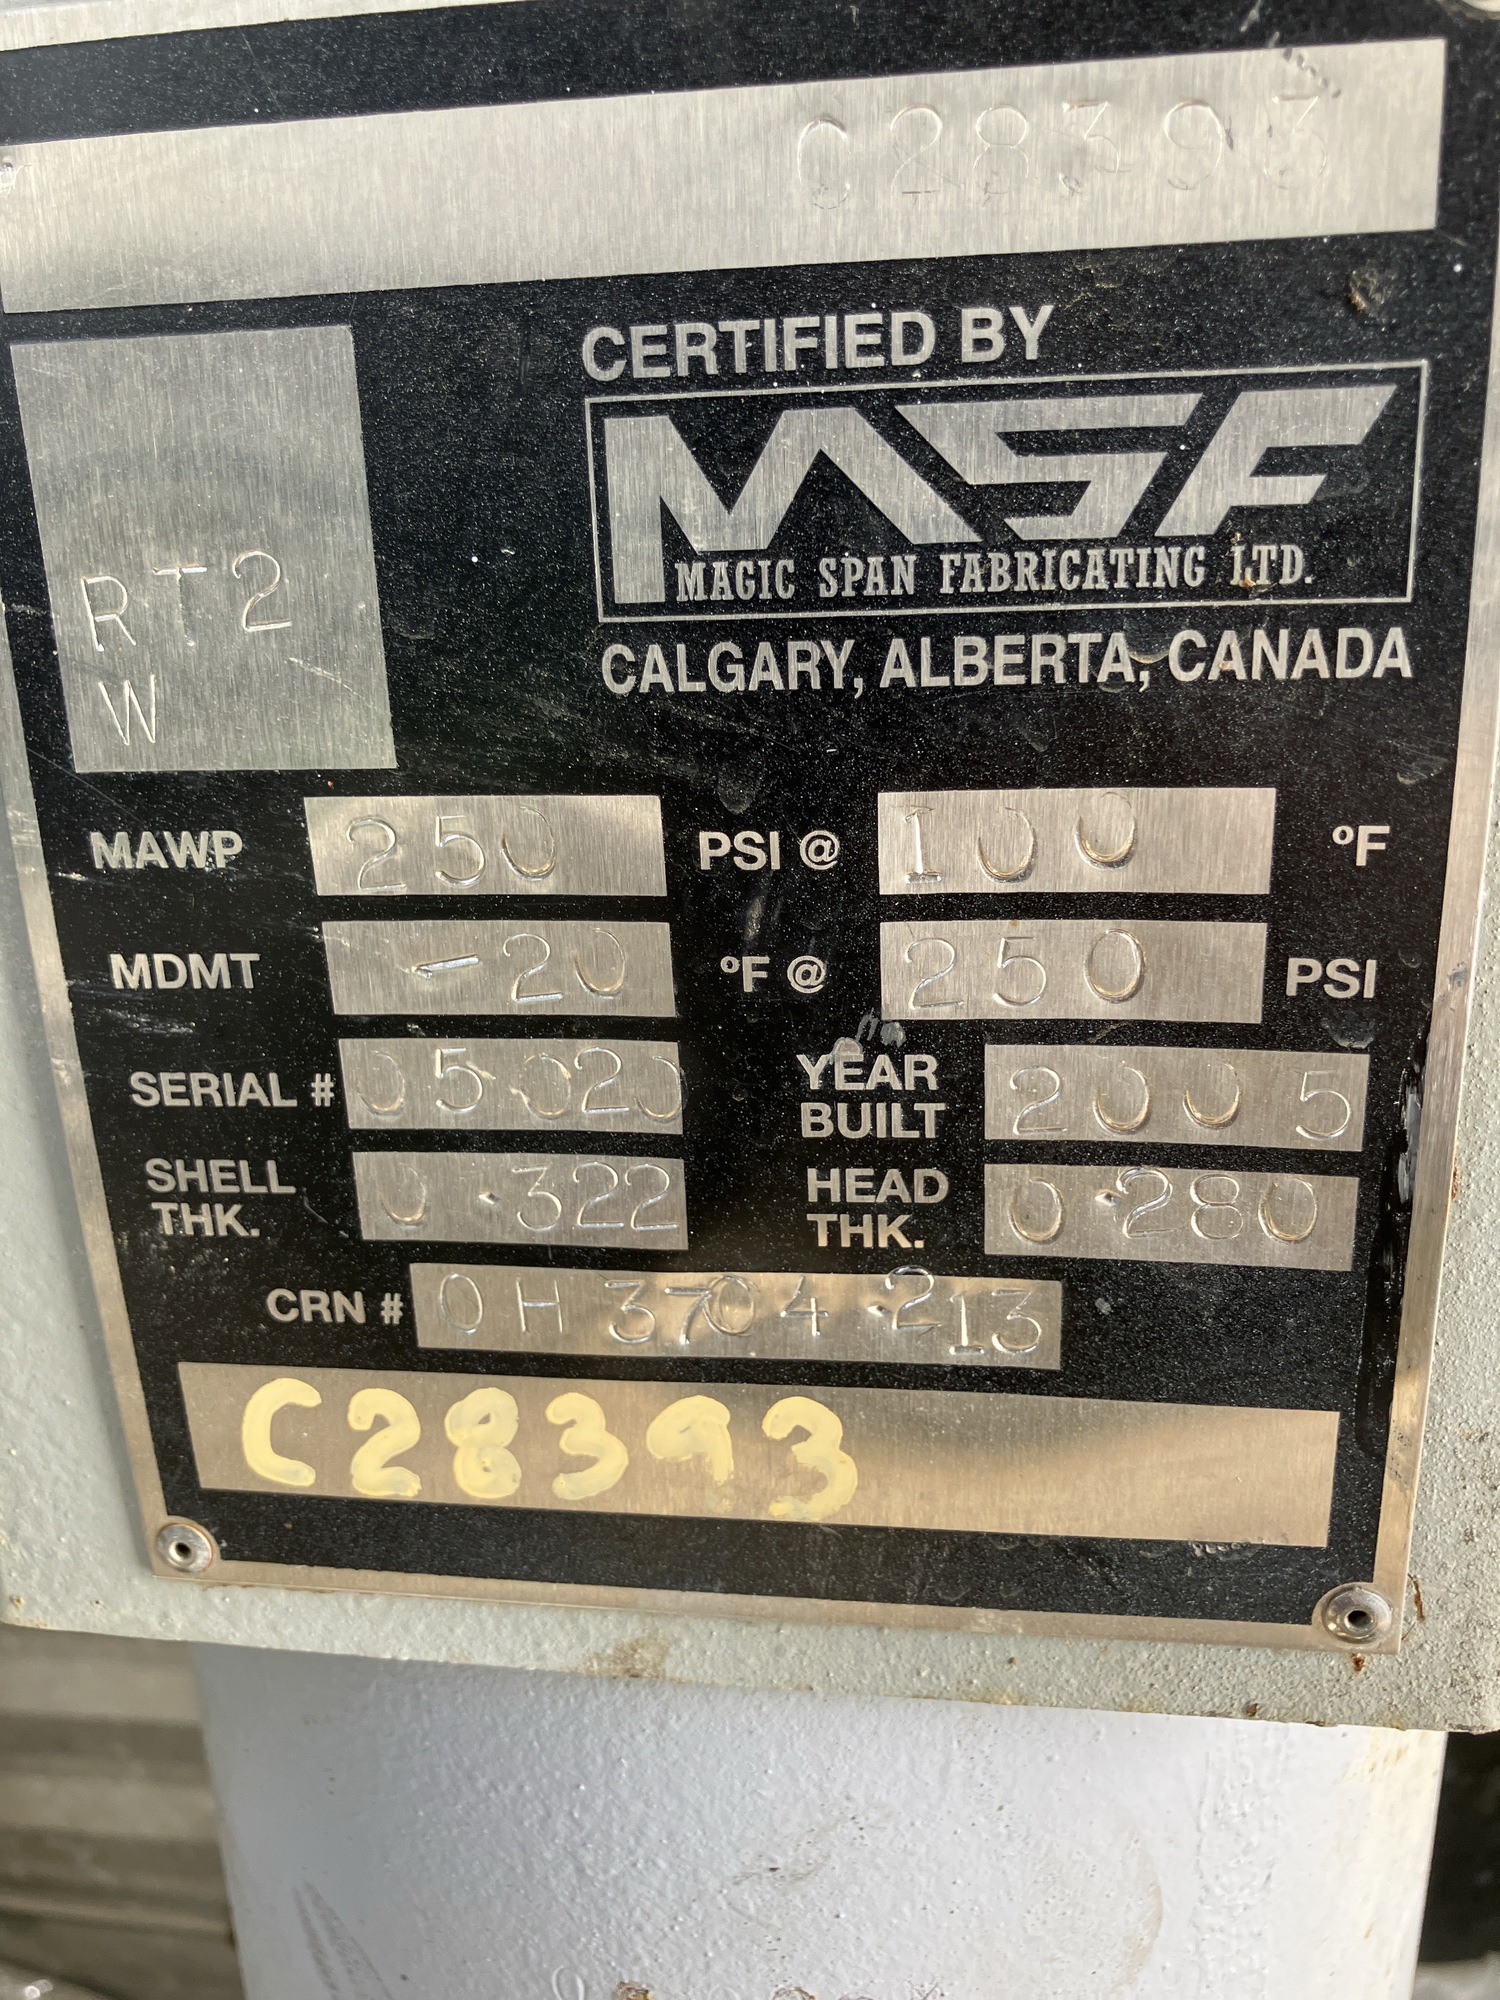 C28393
CERTIFIED BY
MSF
MAGIC SPAN FABRICATING LTD.
CALGARY, ALBERTA, CANADA
RT2
W
MAWP 250 PSI @ 100 °F
MDMT -20 °F @ 250 PSI
SERIAL # 05020 YEAR BUILT 2005
SHELL THK. 0.322 HEAD THK. 0.280
CRN # OH3704.213
C28393